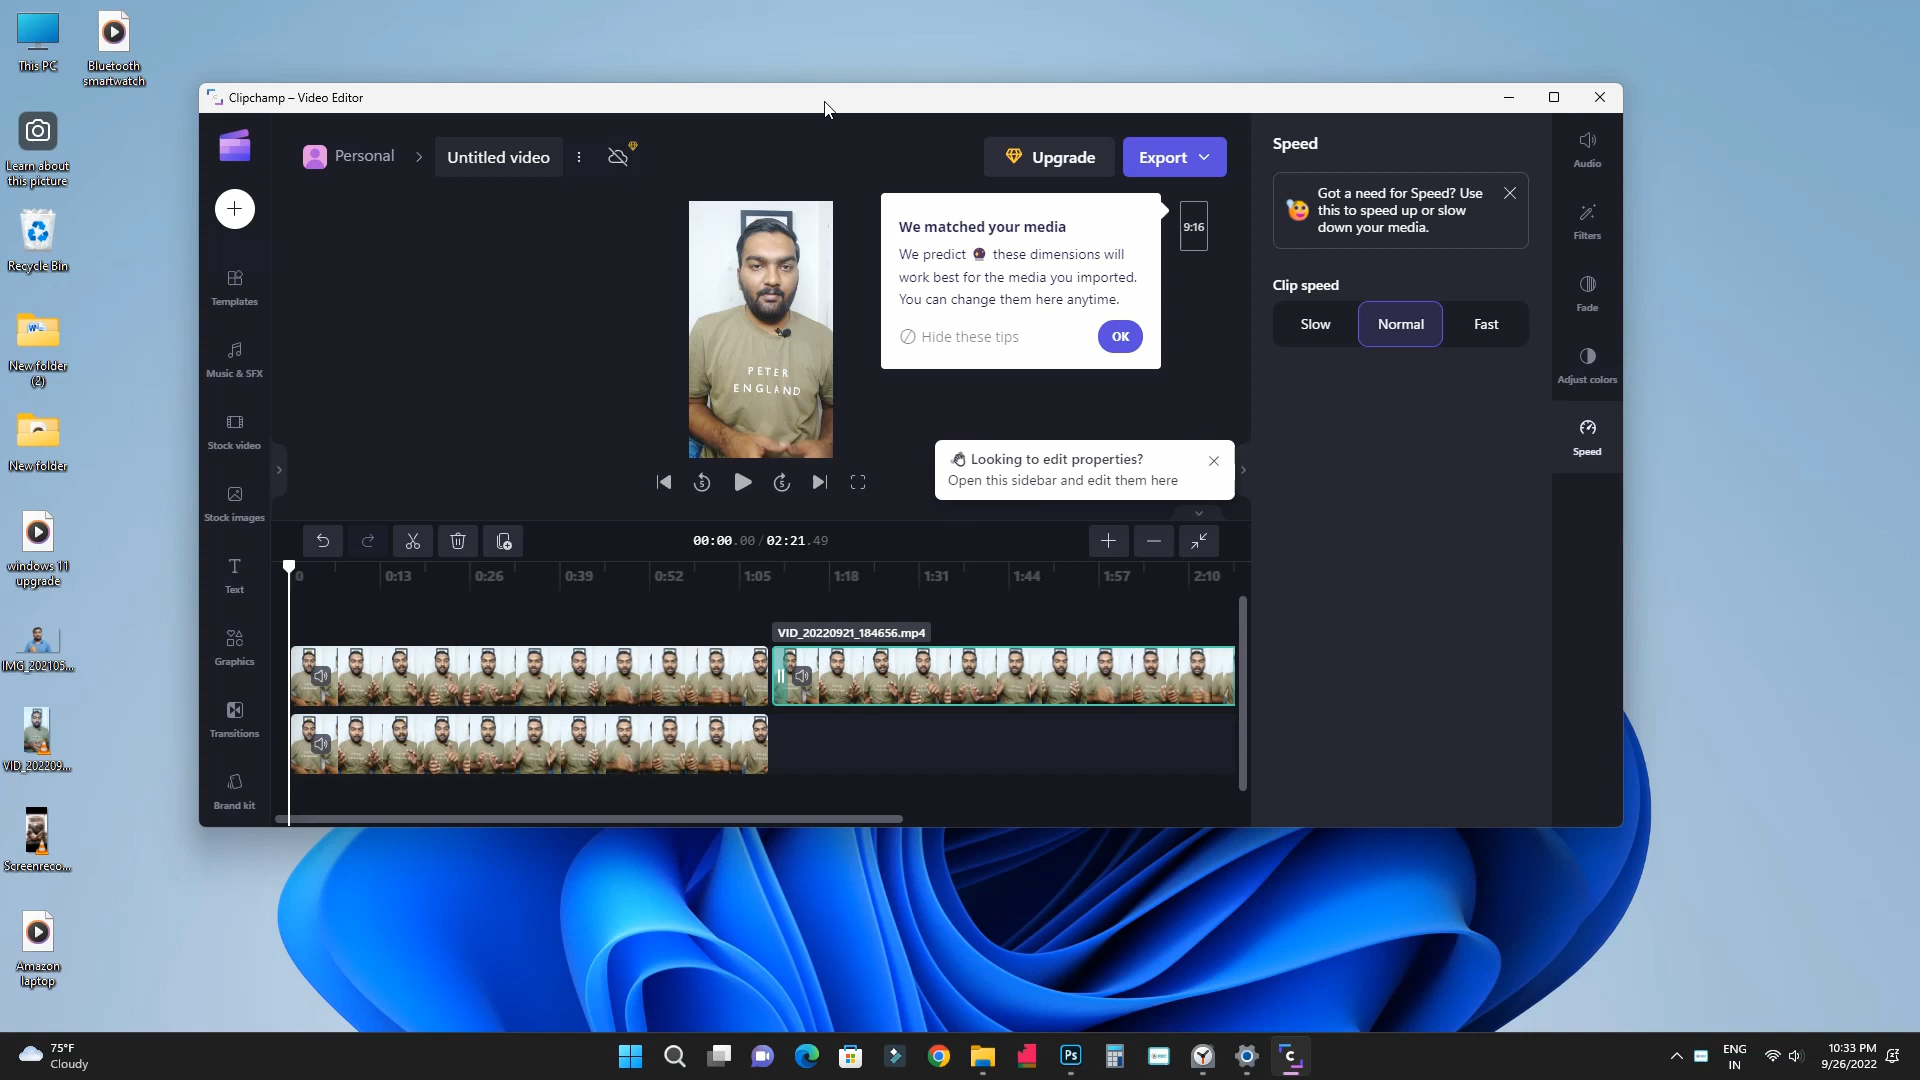 This PC
Bluetooth
smartwatch
Learn about
this picture
Recycle Bin
New folder
(2)
New folder
windows 11
upgrade
IMG_202105...
VID_202209...
Screenreco...
Amazon
laptop
Clipchamp – Video Editor
Personal
Untitled video
Upgrade
Export
Templates
Music & SFX
Stock video
Stock images
Text
Graphics
Transitions
Brand kit
PETER
ENGLAND
We matched your media
We predict these dimensions will
work best for the media you imported.
You can change them here anytime.
Hide these tips
OK
9:16
Looking to edit properties?
Open this sidebar and edit them here
5
5
00:00.00 / 02:21.49
0
0:13
0:26
0:39
0:52
1:05
1:18
1:31
1:44
1:57
2:10
VID_20220921_184656.mp4
Speed
Got a need for Speed? Use
this to speed up or slow
down your media.
Clip speed
Slow
Normal
Fast
Audio
Filters
Fade
Adjust colors
Speed
75°F
Cloudy
Ps
ENG
IN
10:33 PM
9/26/2022